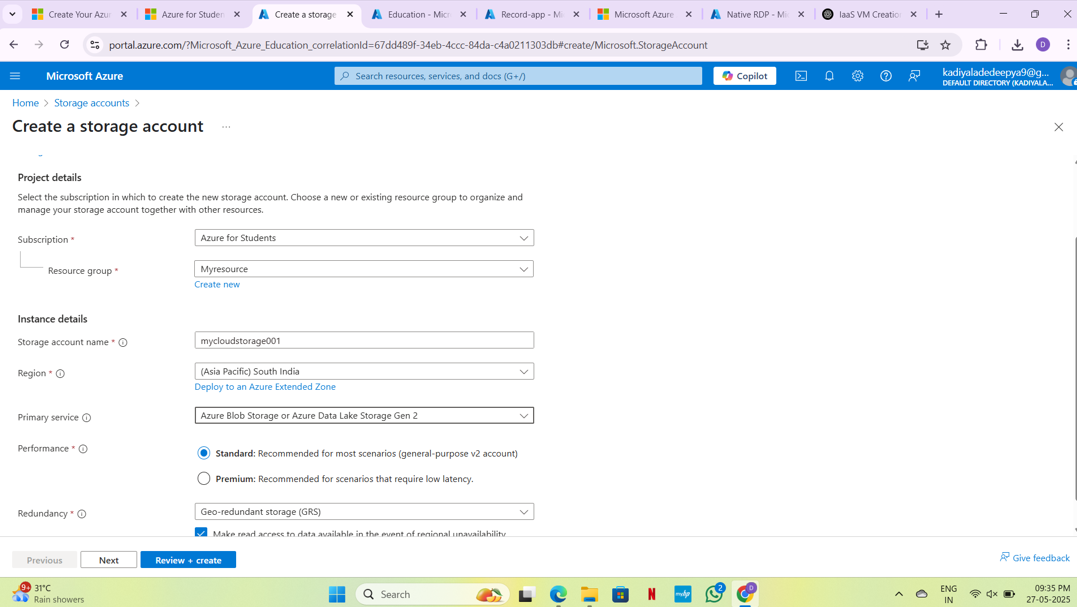 Create Your Azu
Azure for Studen
Create a storage
Education - Micr
Record-app - Mi
Microsoft Azure
Native RDP - Mi
IaaS VM Creation
portal.azure.com/?Microsoft_Azure_Education_correlationId=67dd489f-34eb-4ccc-84da-c4a0211303db#create/Microsoft.StorageAccount
D
Microsoft Azure
Search resources, services, and docs (G+/)
Copilot
kadiyaladedeepya9@g...
DEFAULT DIRECTORY (KADIYALA...
Home > Storage accounts >
Create a storage account ...
Project details
Select the subscription in which to create the new storage account. Choose a new or existing resource group to organize and
manage your storage account together with other resources.
Subscription *
Azure for Students
Resource group *
Myresource
Create new
Instance details
Storage account name *
mycloudstorage001
Region *
(Asia Pacific) South India
Deploy to an Azure Extended Zone
Primary service
Azure Blob Storage or Azure Data Lake Storage Gen 2
Performance *
Standard: Recommended for most scenarios (general-purpose v2 account)
Premium: Recommended for scenarios that require low latency.
Redundancy *
Geo-redundant storage (GRS)
Make read access to data available in the event of regional unavailability.
Previous
Next
Review + create
Give feedback
9+
31°C
Rain showers
Search
2
D
ENG
IN
09:35 PM
27-05-2025